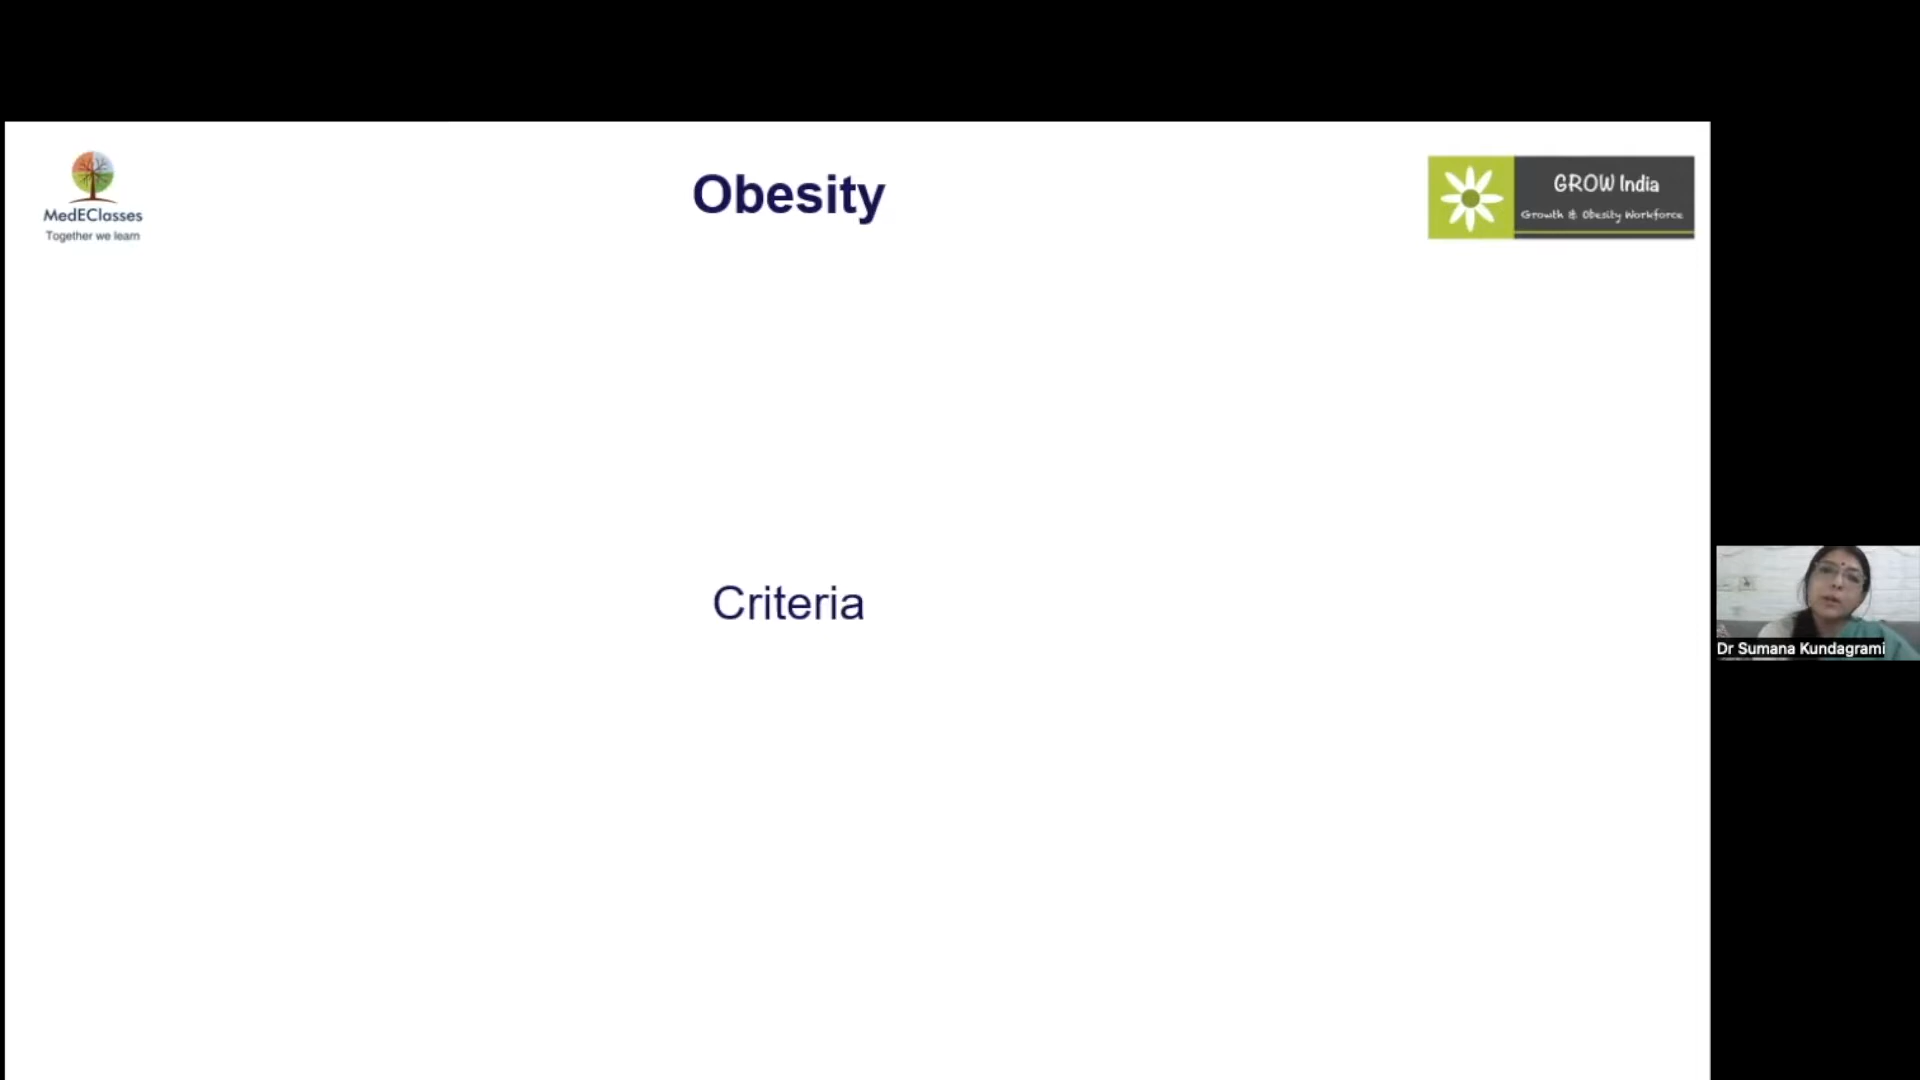 MedEClasses
Together we learn
Obesity
GROW India
Growth & Obesity Workforce
Criteria
Dr Sumana Kundagrami